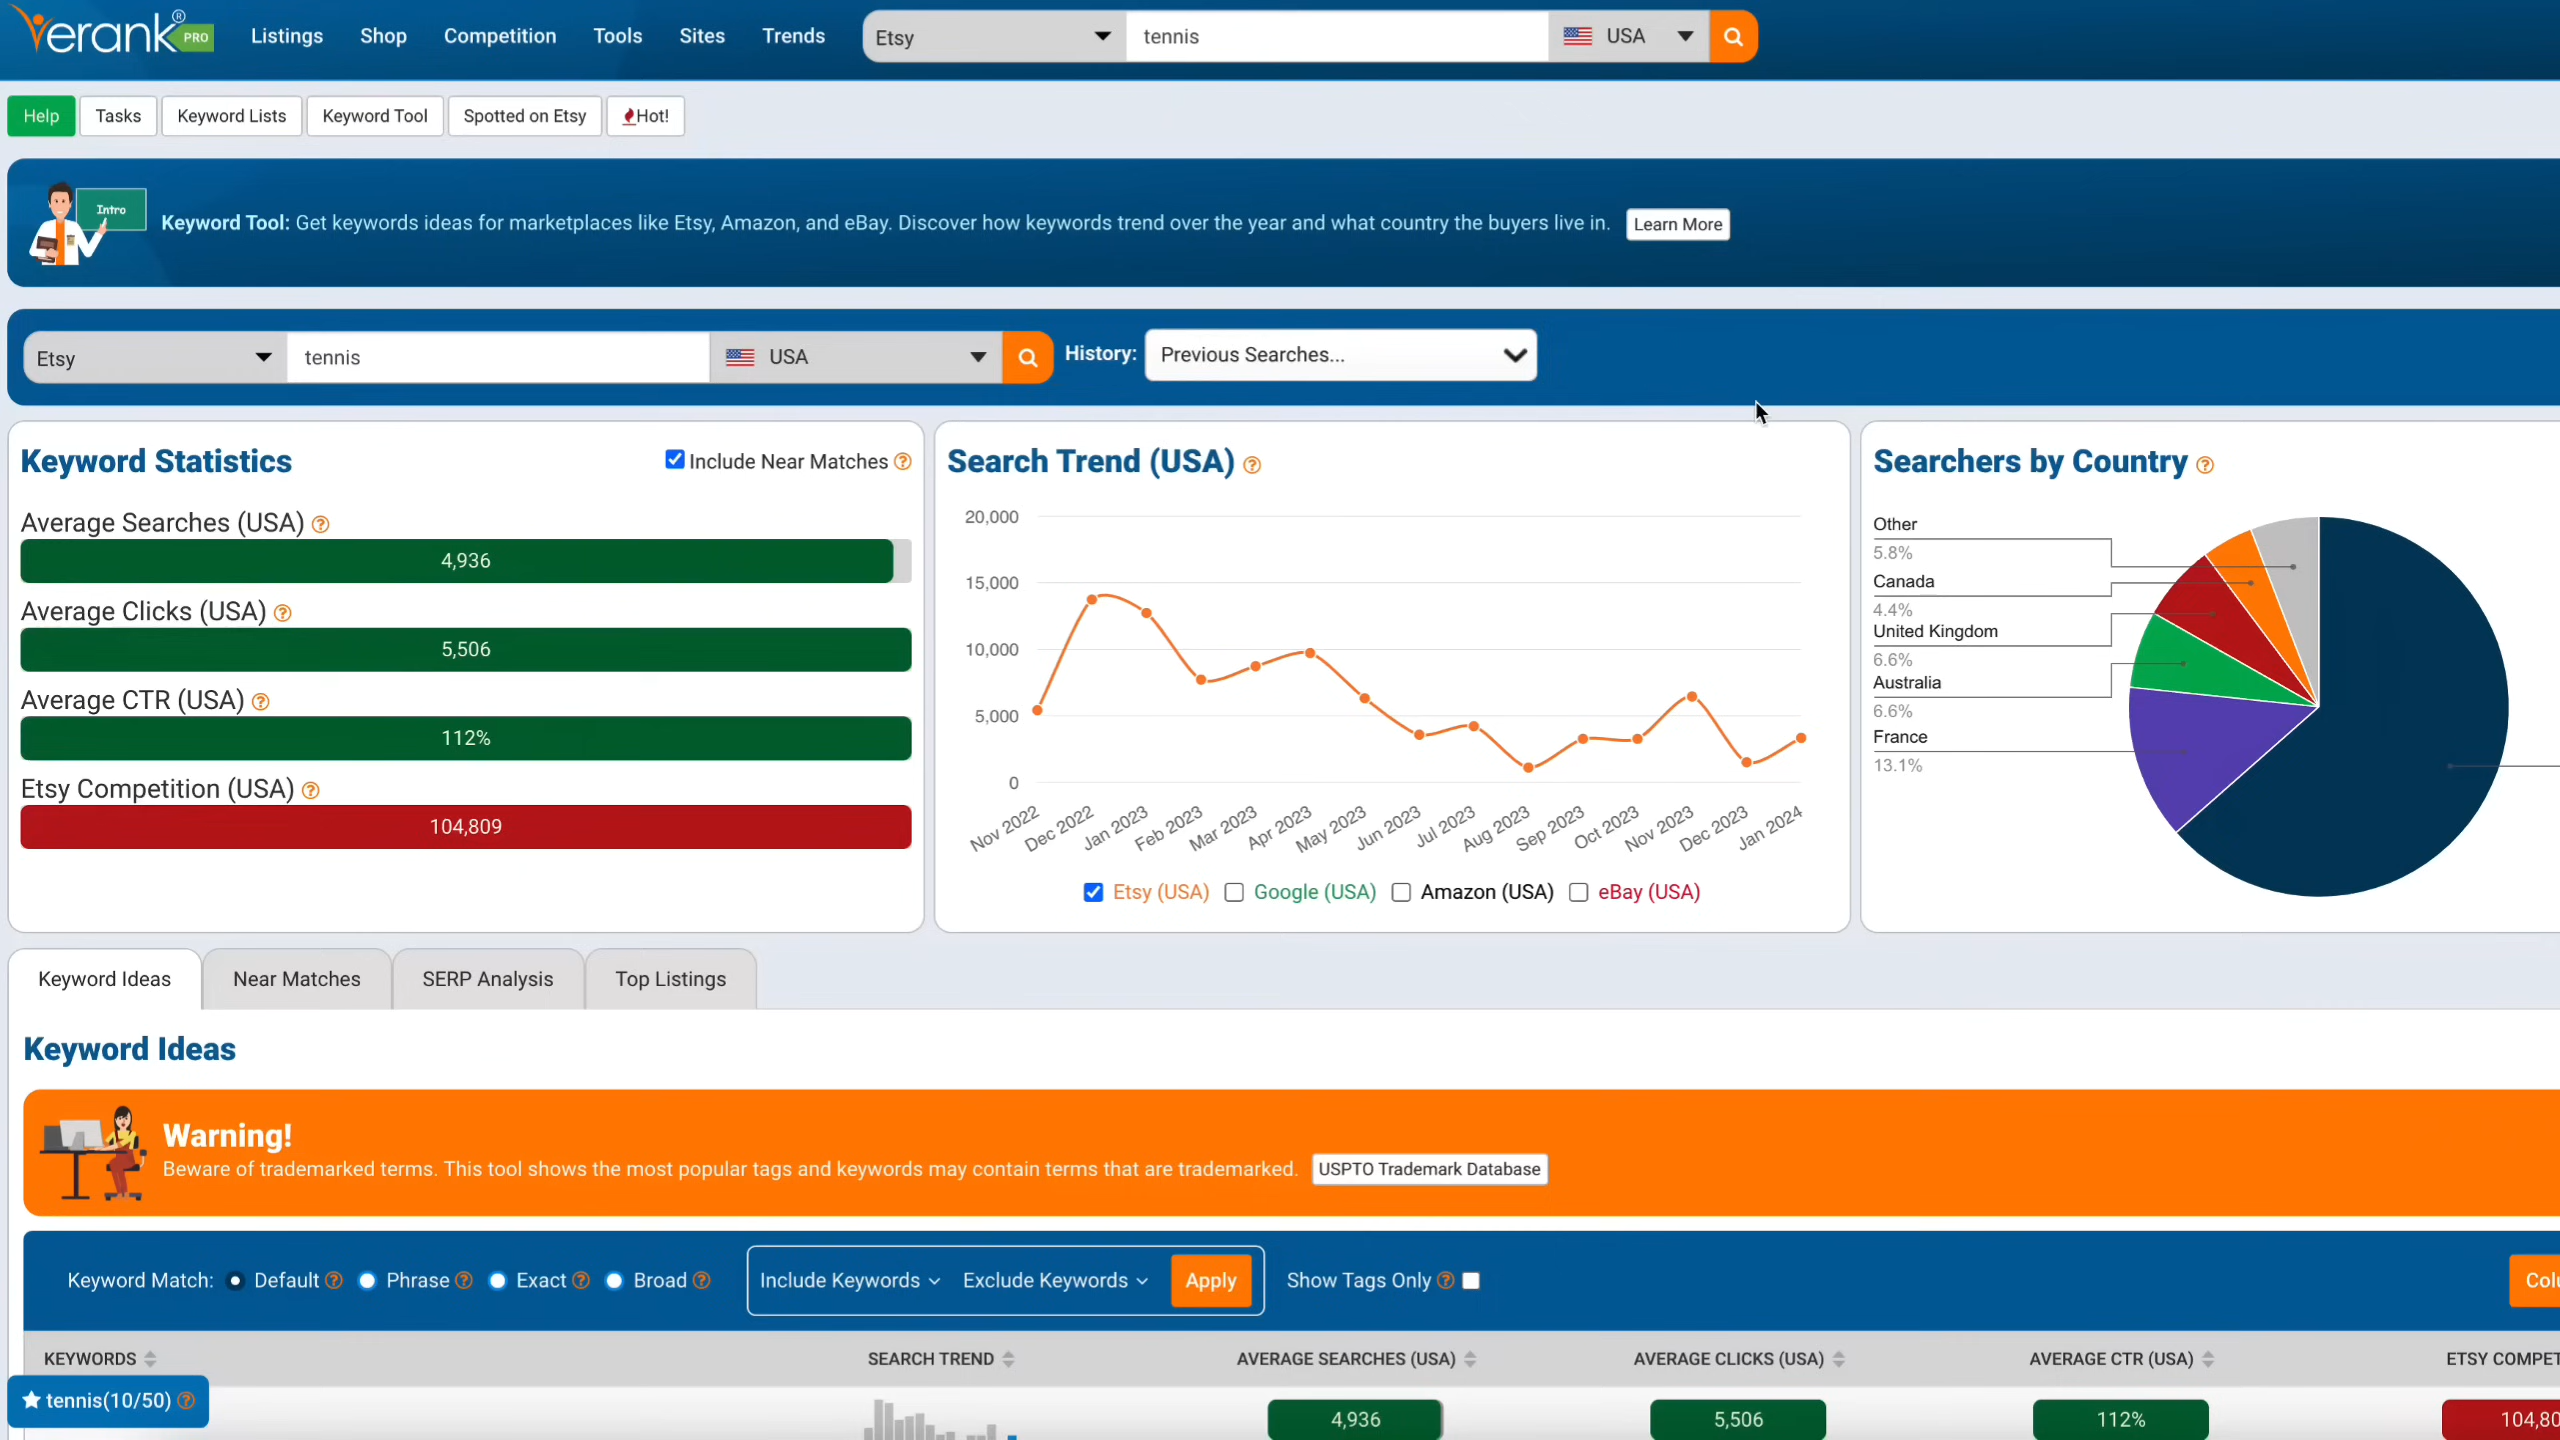 erank® PRO
Listings Shop Competition Tools Sites Trends
Etsy tennis USA
Help Tasks Keyword Lists Keyword Tool Spotted on Etsy Hot!
Intro
Keyword Tool: Get keywords ideas for marketplaces like Etsy, Amazon, and eBay. Discover how keywords trend over the year and what country the buyers live in. Learn More
Etsy tennis USA History: Previous Searches...
Keyword Statistics
Include Near Matches
Average Searches (USA)
4,936
Average Clicks (USA)
5,506
Average CTR (USA)
112%
Etsy Competition (USA)
104,809
Search Trend (USA)
20,000
15,000
10,000
5,000
0
Nov 2022 Dec 2022 Jan 2023 Feb 2023 Mar 2023 Apr 2023 May 2023 Jun 2023 Jul 2023 Aug 2023 Sep 2023 Oct 2023 Nov 2023 Dec 2023 Jan 2024
Etsy (USA) Google (USA) Amazon (USA) eBay (USA)
Searchers by Country
Other
5.8%
Canada
4.4%
United Kingdom
6.6%
Australia
6.6%
France
13.1%
Keyword Ideas Near Matches SERP Analysis Top Listings
Keyword Ideas
Warning!
Beware of trademarked terms. This tool shows the most popular tags and keywords may contain terms that are trademarked. USPTO Trademark Database
Keyword Match: Default Phrase Exact Broad Include Keywords Exclude Keywords Apply Show Tags Only Colu
KEYWORDS SEARCH TREND AVERAGE SEARCHES (USA) AVERAGE CLICKS (USA) AVERAGE CTR (USA) ETSY COMPET
tennis(10/50) 4,936 5,506 112% 104,80